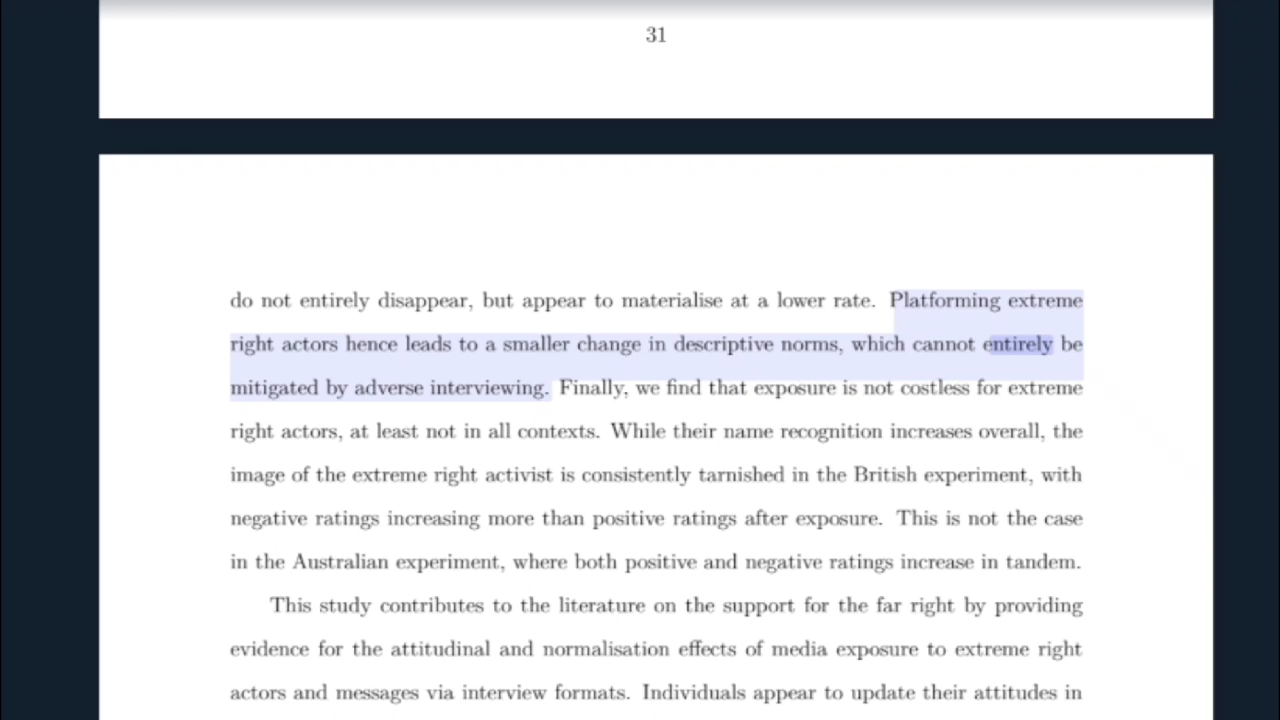 31
do not entirely disappear, but appear to materialise at a lower rate. Platforming extreme
right actors hence leads to a smaller change in descriptive norms, which cannot entirely be
mitigated by adverse interviewing. Finally, we find that exposure is not costless for extreme
right actors, at least not in all contexts. While their name recognition increases overall, the
image of the extreme right activist is consistently tarnished in the British experiment, with
negative ratings increasing more than positive ratings after exposure. This is not the case
in the Australian experiment, where both positive and negative ratings increase in tandem.
This study contributes to the literature on the support for the far right by providing
evidence for the attitudinal and normalisation effects of media exposure to extreme right
actors and messages via interview formats. Individuals appear to update their attitudes in